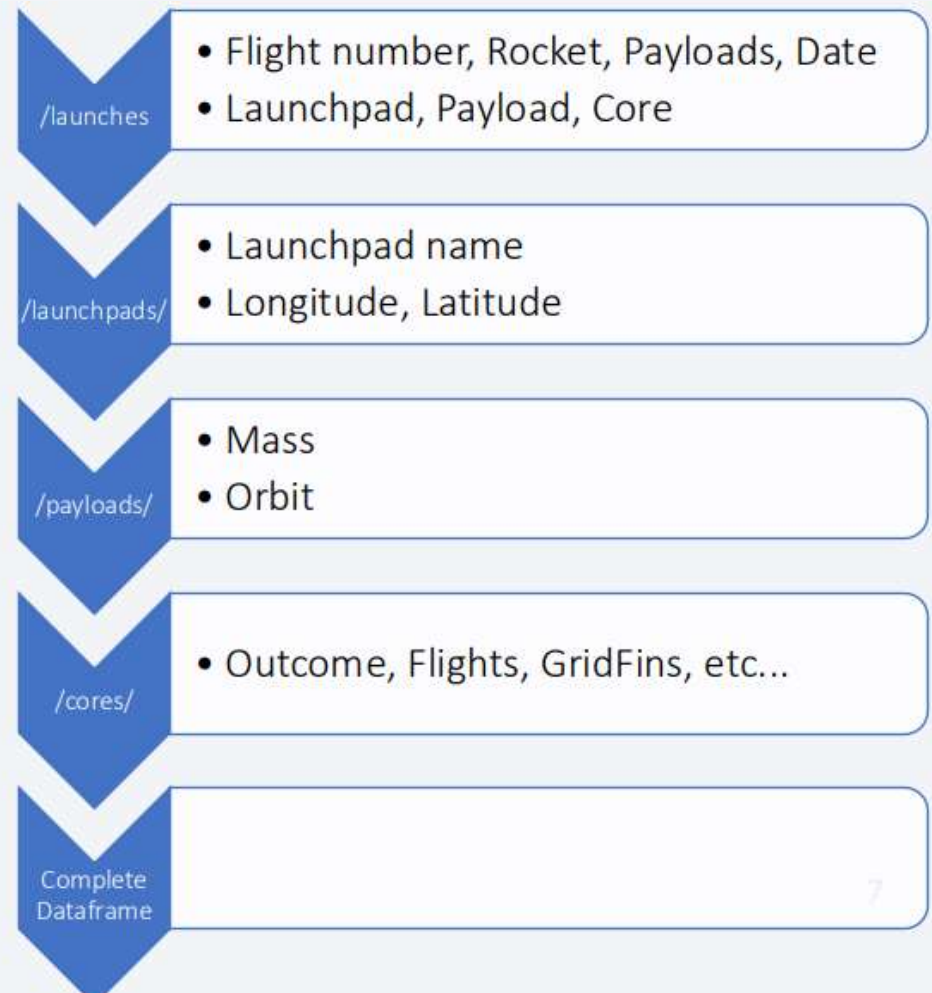 /launches
• Flight number, Rocket, Payloads, Date
• Launchpad, Payload, Core
/launchpads/
• Launchpad name
• Longitude, Latitude
/payloads/
• Mass
• Orbit
/cores/
• Outcome, Flights, GridFins, etc...
Complete
Dataframe
7